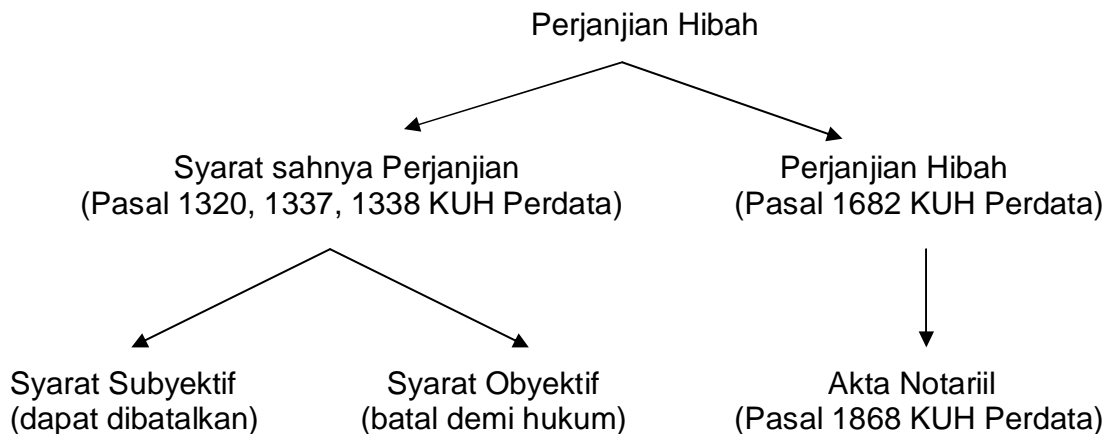 Perjanjian Hibah
Syarat sahnya Perjanjian
(Pasal 1320, 1337, 1338 KUH Perdata)
Perjanjian Hibah
(Pasal 1682 KUH Perdata)
Syarat Subyektif
(dapat dibatalkan)
Syarat Obyektif
(batal demi hukum)
Akta Notariil
(Pasal 1868 KUH Perdata)